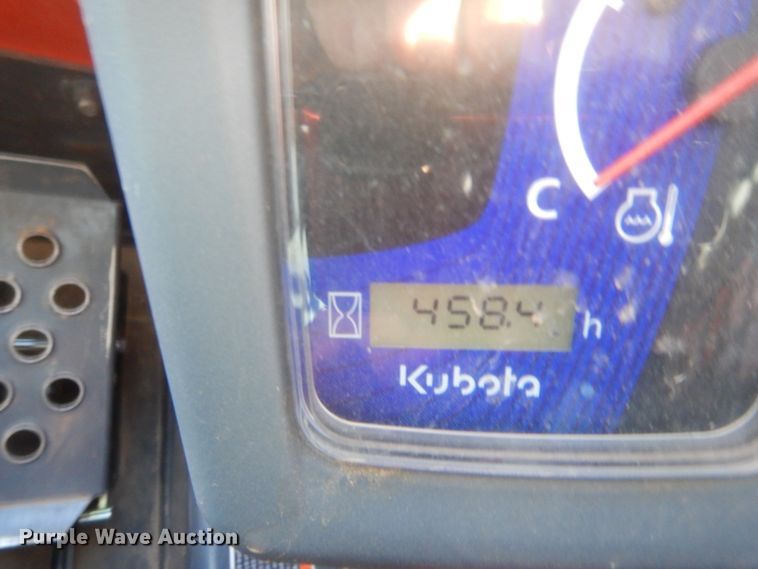 C
458.4 h
Kubota
Purple Wave Auction